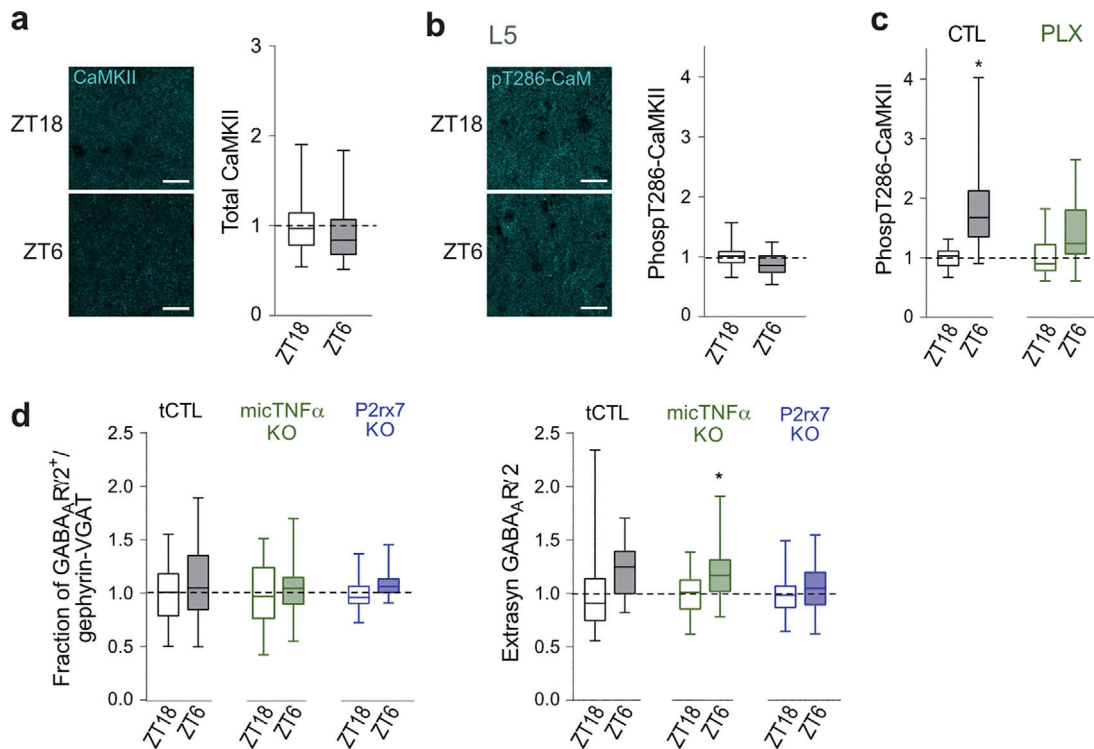 a
CaMKII
ZT18
ZT6
Total CaMKII
3
2
1
0
ZT18
ZT6
b
L5
pT286-CaM
ZT18
ZT6
PhospT286-CaMKII
4
3
2
1
0
ZT18
ZT6
c
CTL
PLX
PhospT286-CaMKII
4
3
2
1
0
*
ZT18
ZT6
ZT18
ZT6
d
tCTL
micTNFα
KO
P2rx7
KO
Fraction of GABA_ARγ2⁺/
gephyrin-VGAT
2.5
2.0
1.5
1.0
0.5
0.0
ZT18
ZT6
ZT18
ZT6
ZT18
ZT6
tCTL
micTNFα
KO
P2rx7
KO
Extrasyn GABA_ARγ2
2.5
2.0
1.5
1.0
0.5
0.0
*
ZT18
ZT6
ZT18
ZT6
ZT18
ZT6